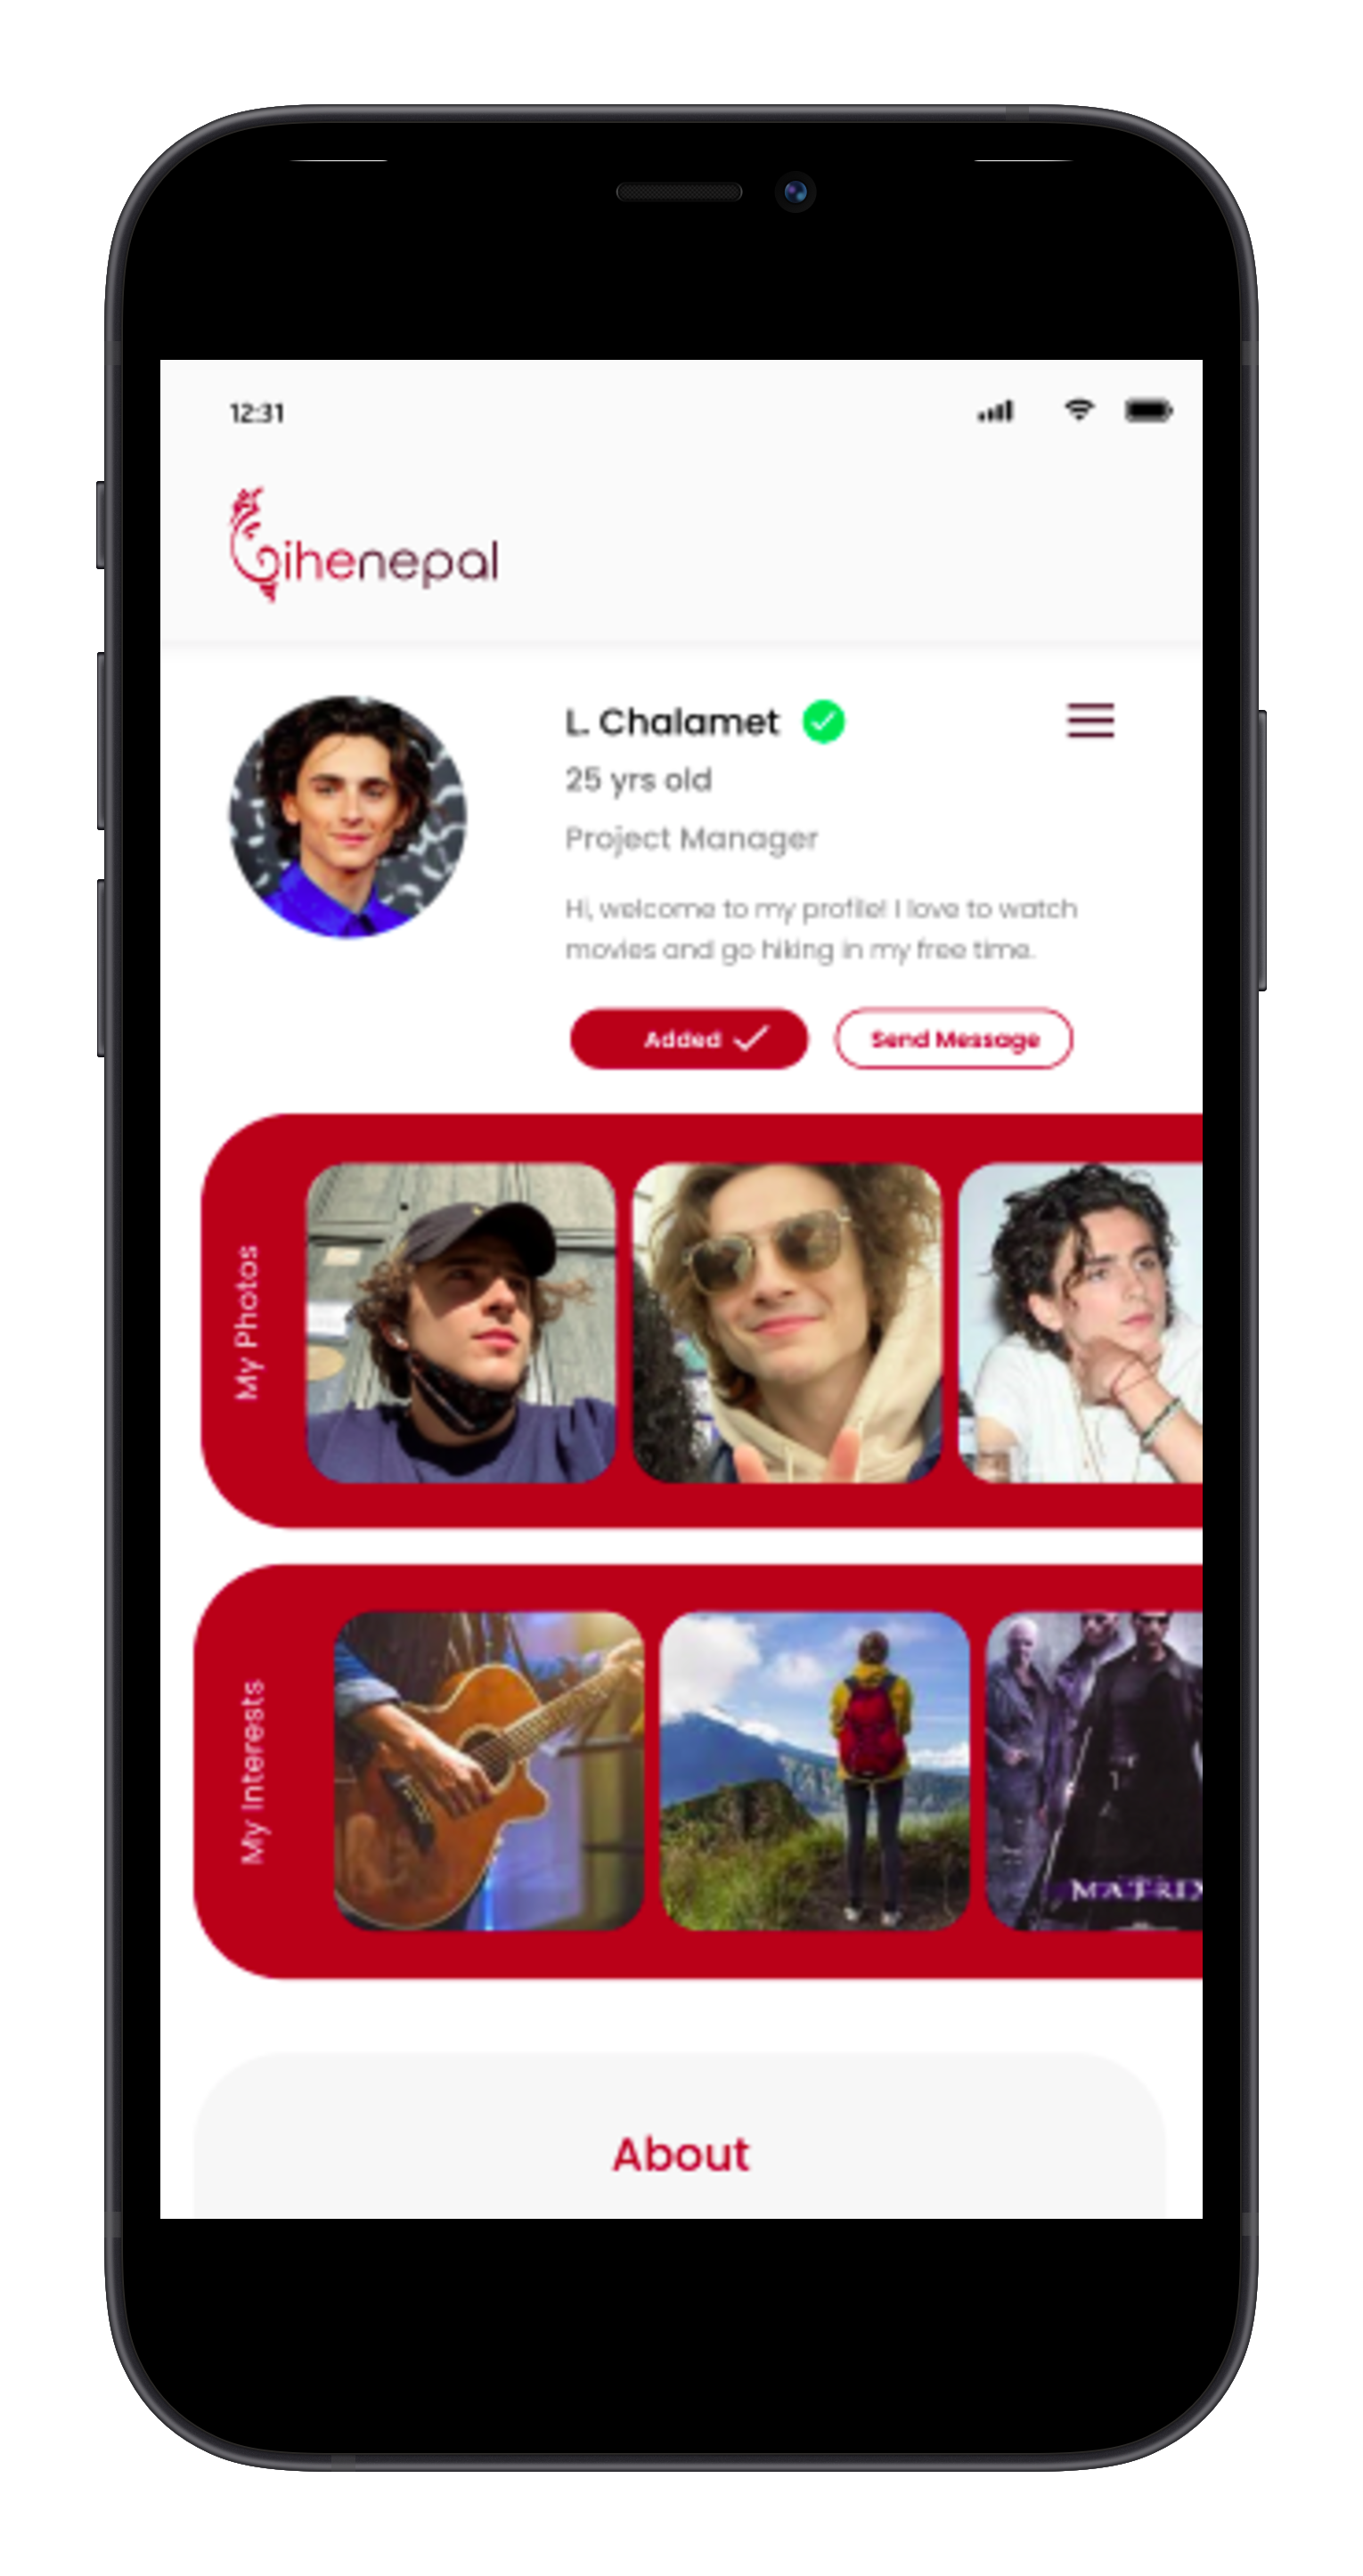 12:31
ihenepal
L. Chalamet
25 yrs old
Project Manager
Hi, welcome to my profile! I love to watch
movies and go hiking in my free time.
Added
Send Message
My Photos
My Interests
MATRIX
About